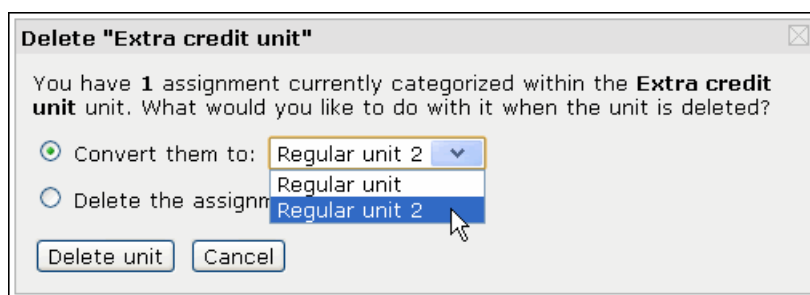 Delete "Extra credit unit"
You have 1 assignment currently categorized within the Extra credit
unit unit. What would you like to do with it when the unit is deleted?
Convert them to: Regular unit 2
Regular unit
Delete the
Regular unit 2
Delete unit Cancel